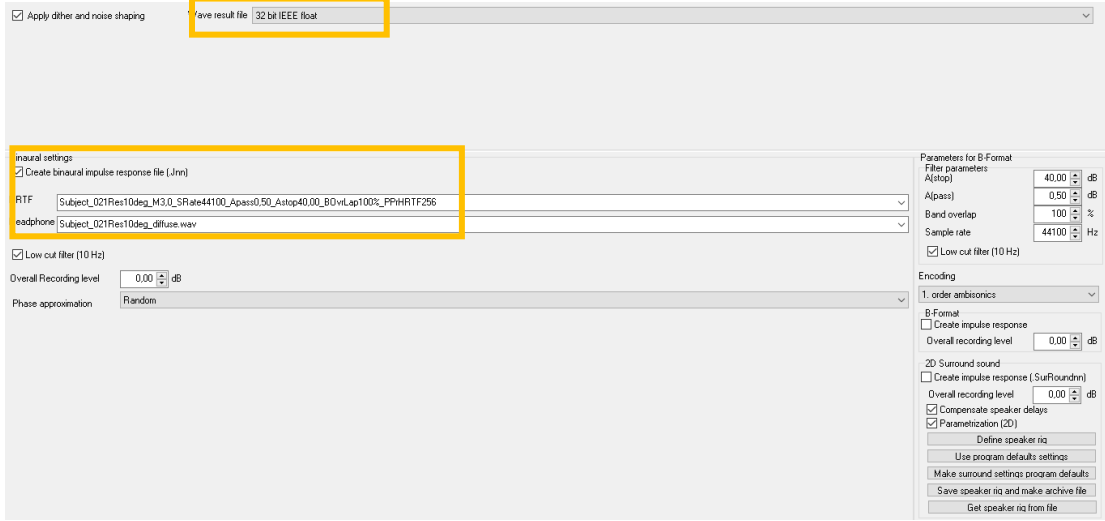 Apply dither and noise shaping
Wave result file 32 bit IEEE float
Binaural settings
Create binaural impulse response file (.Jnn)
HRTF Subject_021Res10deg_M3,0_SRate44100_Apass0,50_Astop40,00_BOvrLap100%_PPrHRTF256
Headphone Subject_021Res10deg_diffuse.wav
Low cut filter (10 Hz)
Overall Recording level 0,00 dB
Phase approximation Random
Parameters for B-Format
Filter parameters
A(stop) 40,00 dB
A(pass) 0,50 dB
Band overlap 100 %
Sample rate 44100 Hz
Low cut filter (10 Hz)
Encoding
1. order ambisonics
B-Format
Create impulse response
Overall recording level 0,00 dB
2D Surround sound
Create impulse response (.SurRoundnn)
Overall recording level 0,00 dB
Compensate speaker delays
Parametrization (2D)
Define speaker rig
Use program defaults settings
Make surround settings program defaults
Save speaker rig and make archive file
Get speaker rig from file